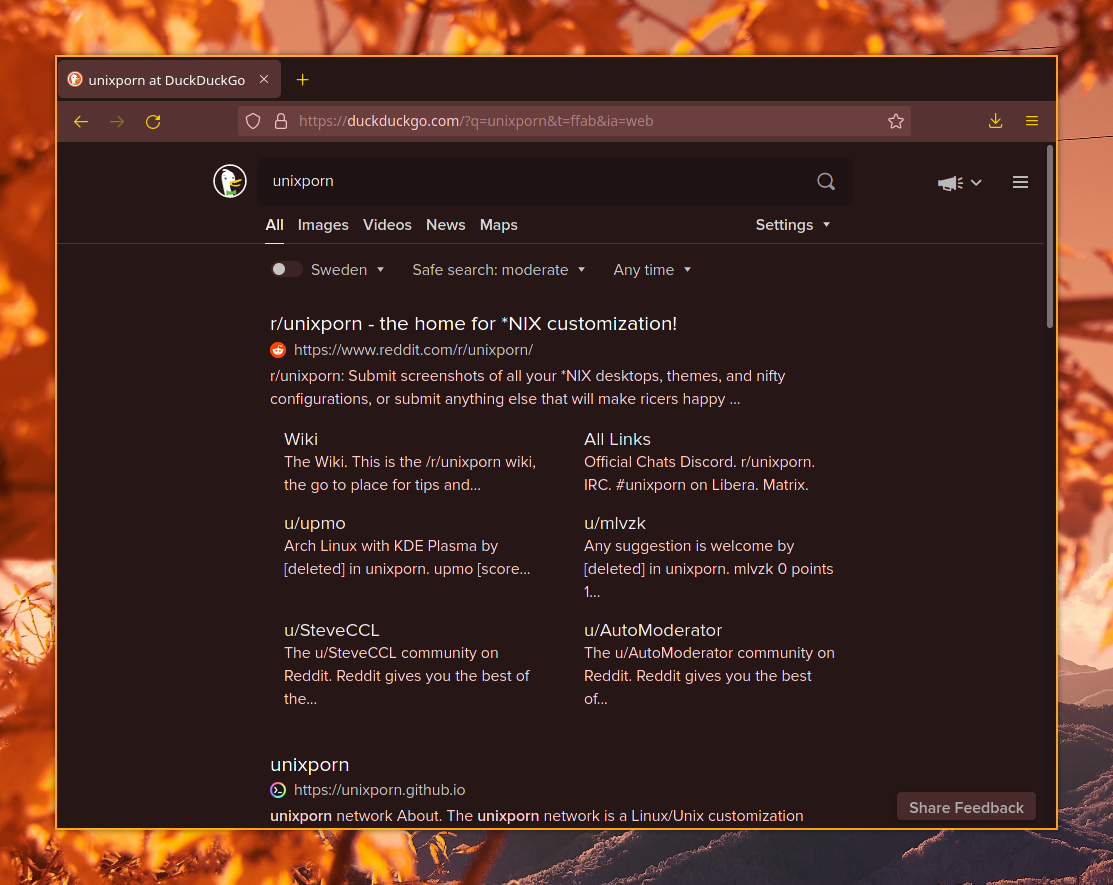 unixporn at DuckDuckGo
https://duckduckgo.com/?q=unixporn&t=ffab&ia=web
unixporn
All Images Videos News Maps Settings
Sweden Safe search: moderate Any time
r/unixporn - the home for *NIX customization!
https://www.reddit.com/r/unixporn/
r/unixporn: Submit screenshots of all your *NIX desktops, themes, and nifty
configurations, or submit anything else that will make ricers happy ...
Wiki
The Wiki. This is the /r/unixporn wiki,
the go to place for tips and...
All Links
Official Chats Discord. r/unixporn.
IRC. #unixporn on Libera. Matrix.
u/upmo
Arch Linux with KDE Plasma by
[deleted] in unixporn. upmo [score...
u/mlvzk
Any suggestion is welcome by
[deleted] in unixporn. mlvzk 0 points
1...
u/SteveCCL
The u/SteveCCL community on
Reddit. Reddit gives you the best of
the...
u/AutoModerator
The u/AutoModerator community on
Reddit. Reddit gives you the best
of...
unixporn
https://unixporn.github.io
unixporn network About. The unixporn network is a Linux/Unix customization
Share Feedback